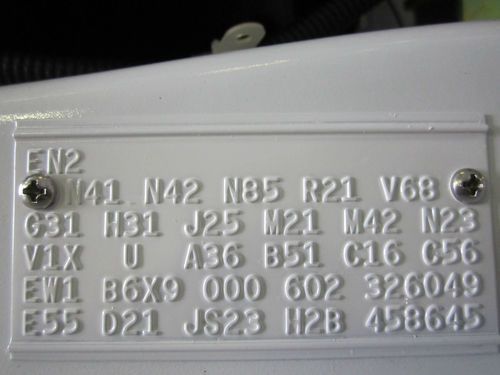 EN2
N41 N42 N85 R21 V68
G31 H31 J25 M21 M42 N23
V1X U A36 B51 C16 C56
EW1 B6X9 000 602 326049
E55 D21 JS23 H2B 458645